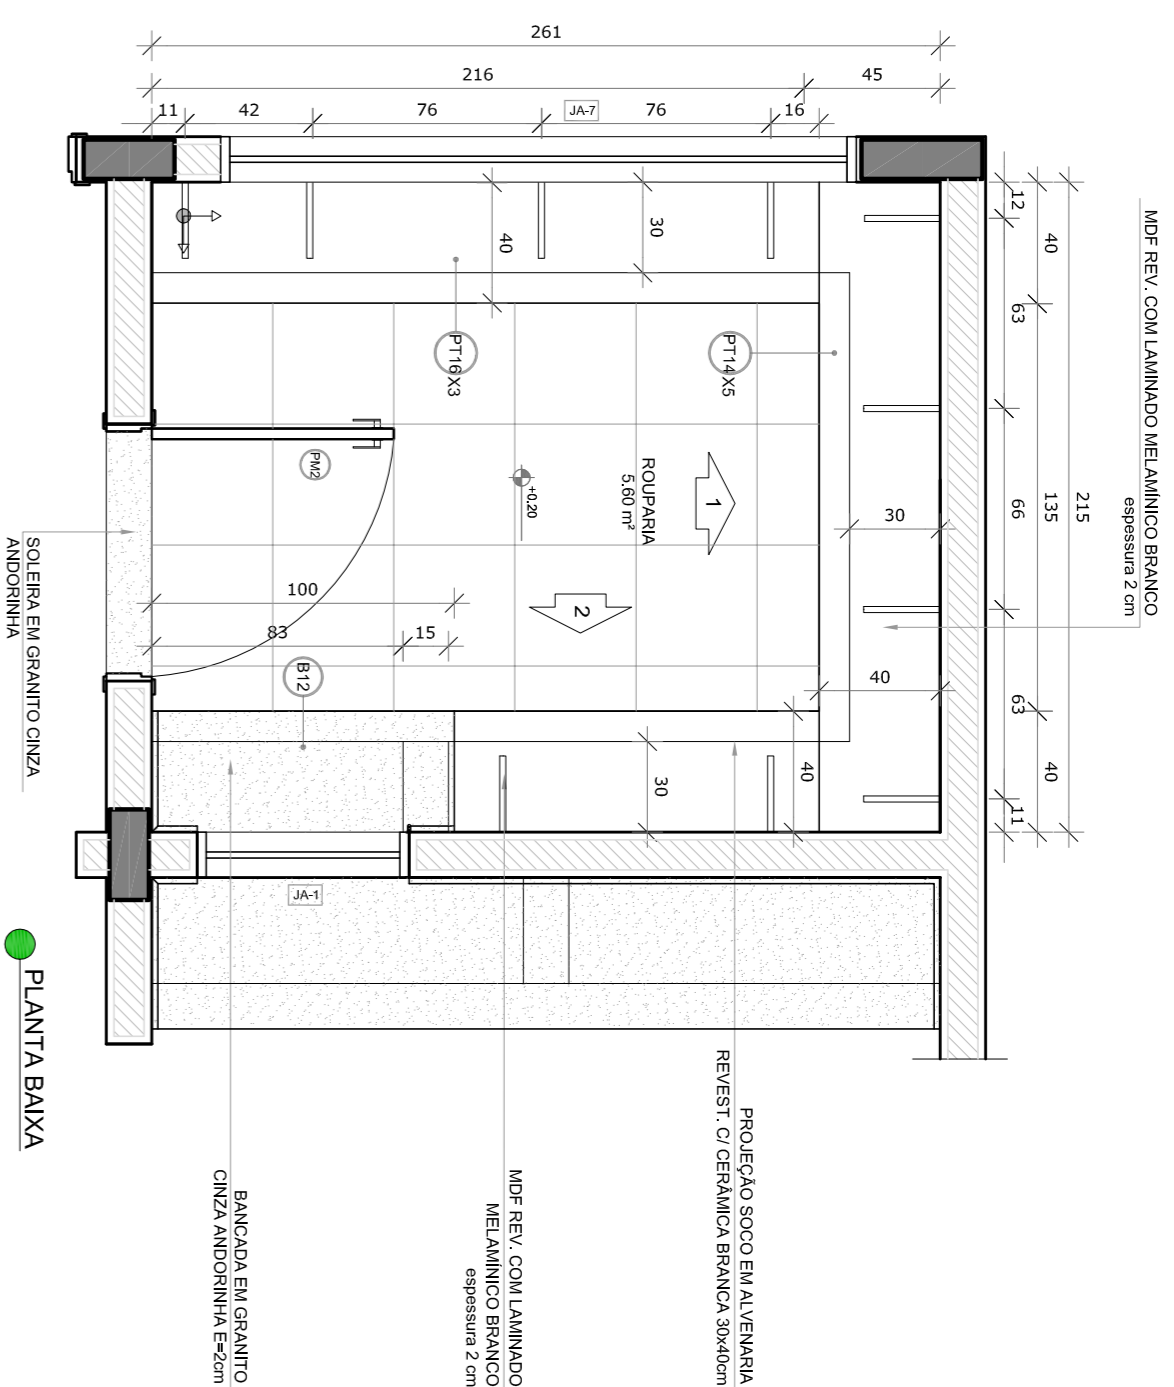 261
216
45
11
42
76
JA-7
76
16
12
40
63
66
135
215
63
40
11
MDF REV. COM LAMINADO MELAMÍNICO BRANCO
espessura 2 cm
40
30
PT16 X3
PT14 X5
PM2
+0.20
ROUPARIA
5.60 m²
1
2
30
40
100
83
15
B12
30
40
JA-1
SOLEIRA EM GRANITO CINZA
ANDORINHA
PLANTA BAIXA
PROJEÇÃO SOCO EM ALVENARIA
REVEST. C/ CERÂMICA BRANCA 30x40cm
MDF REV. COM LAMINADO
MELAMÍNICO BRANCO
espessura 2 cm
BANCADA EM GRANITO
CINZA ANDORINHA E=2cm